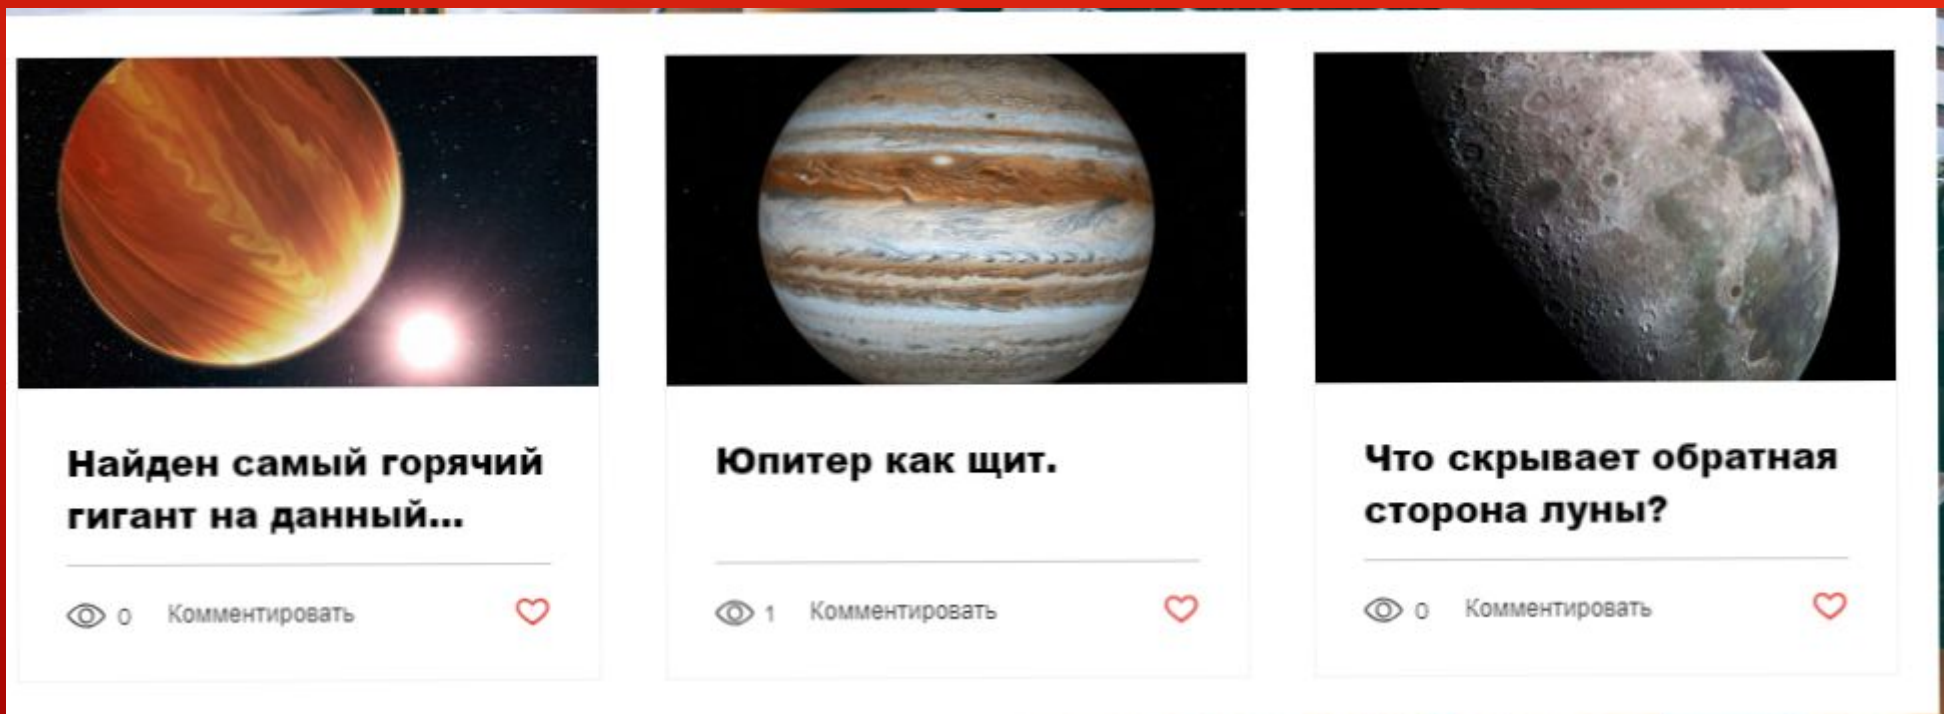 Найден самый горячий
гигант на данный...
0 Комментировать
Юпитер как щит.
1 Комментировать
Что скрывает обратная
сторона луны?
0 Комментировать